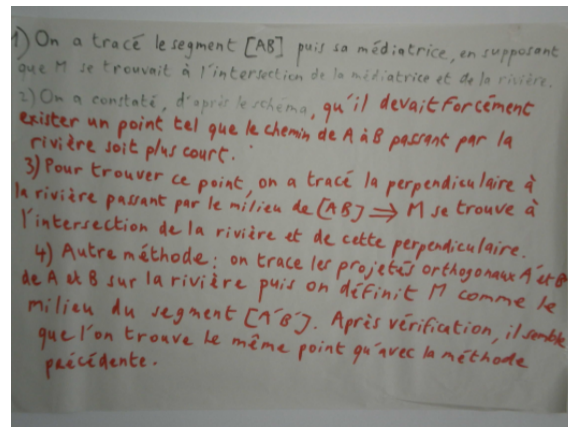 1) On a tracé le segment [AB] puis sa médiatrice, en supposant
que M se trouvait à l'intersection de la médiatrice et de la rivière.
2) On a constaté, d'après le schéma, qu'il devait forcément
exister un point tel que le chemin de A à B passant par la
rivière soit plus court.
3) Pour trouver ce point, on a tracé la perpendiculaire à
la rivière passant par le milieu de [AB] ⟹ M se trouve à
l'intersection de la rivière et de cette perpendiculaire.
4) Autre méthode : on trace les projetés orthogonaux A' et B'
de A et B sur la rivière puis on définit M comme le
milieu du segment [A'B']. Après vérification, il semble
que l'on trouve le même point qu'avec la méthode
précédente.